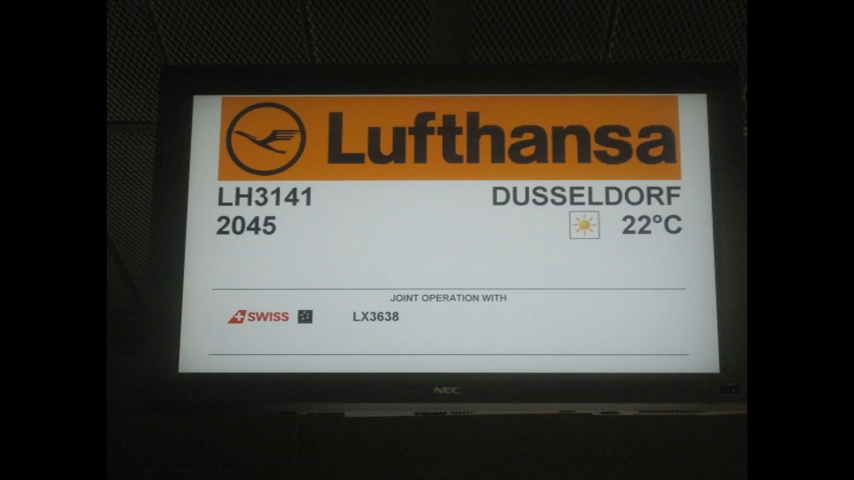 Lufthansa
LH3141 DUSSELDORF
2045 22°C
JOINT OPERATION WITH
SWISS LX3638
NEC